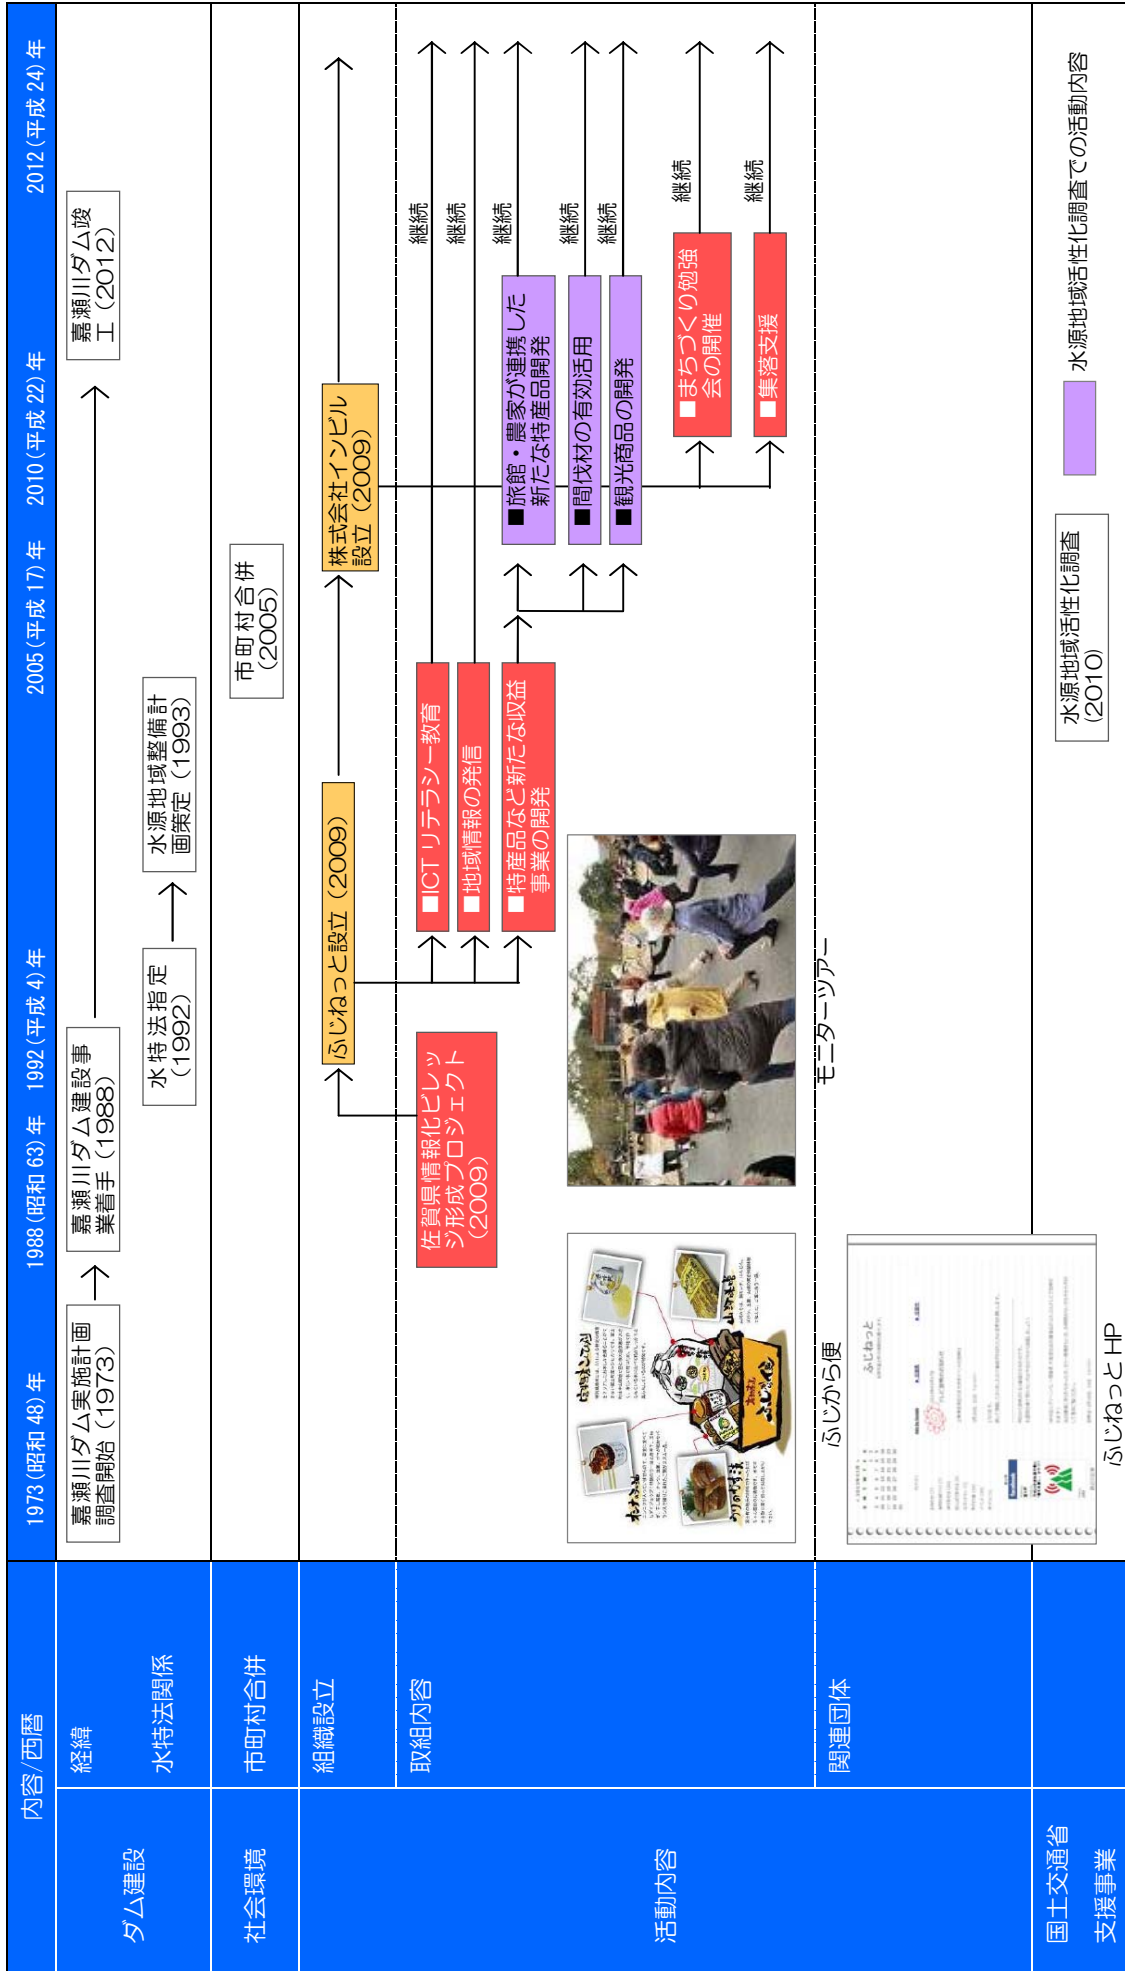 内容/西暦
1973(昭和 48)年
1988(昭和 63)年
1992(平成 4)年
2005(平成 17)年
2010(平成 22)年
2012(平成 24)年
ダム建設
経緯
嘉瀬川ダム実施計画
調査開始（1973）
嘉瀬川ダム建設事
業着手（1988）
嘉瀬川ダム竣
工（2012）
水特法関係
水特法指定
（1992）
水源地域整備計
画策定（1993）
社会環境
市町村合併
市町村合併
（2005）
活動内容
組織設立
ふじねっと設立（2009）
株式会社インビル
設立（2009）
取組内容
佐賀県情報化ビレッ
ジ形成プロジェクト
（2009）
■ICT リテラシー教育
継続
■地域情報の発信
継続
■特産品など新たな収益
事業の開発
■旅館・農家が連携した
新たな特産品開発
継続
■間伐材の有効活用
継続
■観光商品の開発
継続
■まちづくり勉強
会の開催
継続
■集落支援
継続
ふじから便
モニターツアー
関連団体
ふじねっと
ふじねっと HP
国土交通省
支援事業
水源地域活性化調査
(2010)
水源地域活性化調査での活動内容